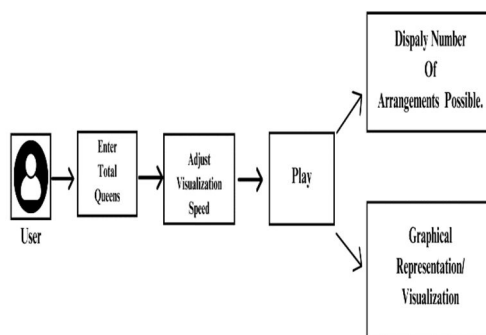 Dispaly Number
Of
Arrangements Possible.
Enter
Total
Queens
Adjust
Visualization
Speed
Play
User
Graphical
Representation/
Visualization